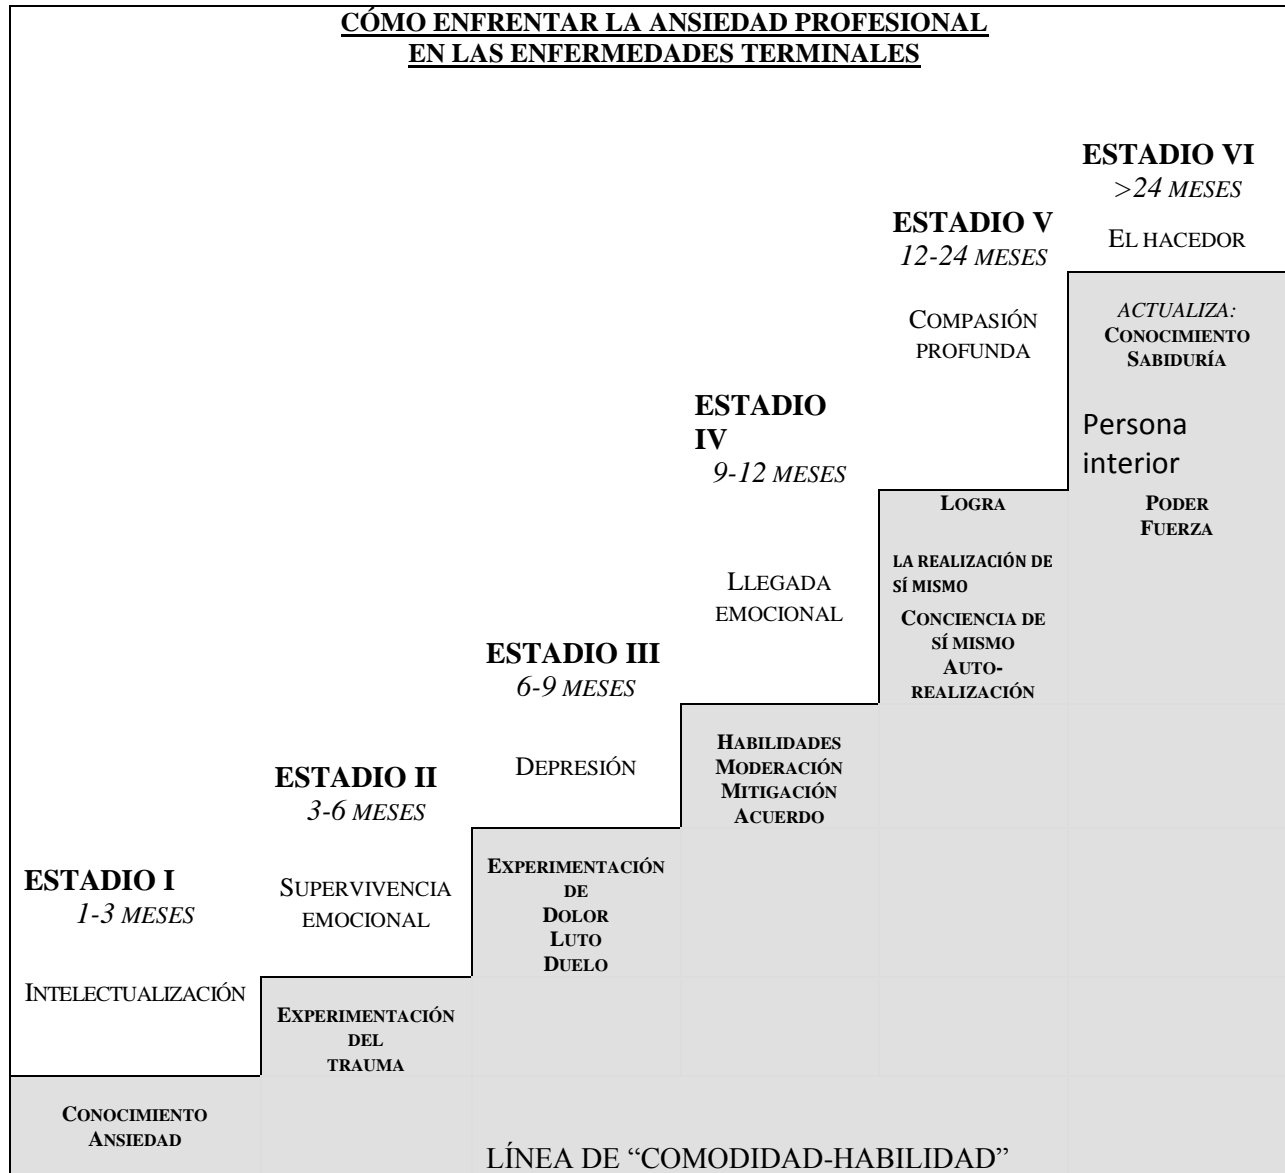 CÓMO ENFRENTAR LA ANSIEDAD PROFESIONAL
EN LAS ENFERMEDADES TERMINALES
ESTADIO I
1-3 MESES
INTELECTUALIZACIÓN
CONOCIMIENTO
ANSIEDAD
ESTADIO II
3-6 MESES
SUPERVIVENCIA
EMOCIONAL
EXPERIMENTACIÓN
DEL
TRAUMA
ESTADIO III
6-9 MESES
DEPRESIÓN
EXPERIMENTACIÓN
DE
DOLOR
LUTO
DUELO
ESTADIO
IV
9-12 MESES
LLEGADA
EMOCIONAL
HABILIDADES
MODERACIÓN
MITIGACIÓN
ACUERDO
ESTADIO V
12-24 MESES
COMPASIÓN
PROFUNDA
LOGRA
LA REALIZACIÓN DE
SÍ MISMO
CONCIENCIA DE
SÍ MISMO
AUTO-
REALIZACIÓN
ESTADIO VI
>24 MESES
EL HACEDOR
ACTUALIZA:
CONOCIMIENTO
SABIDURÍA
Persona
interior
PODER
FUERZA
LÍNEA DE “COMODIDAD-HABILIDAD”